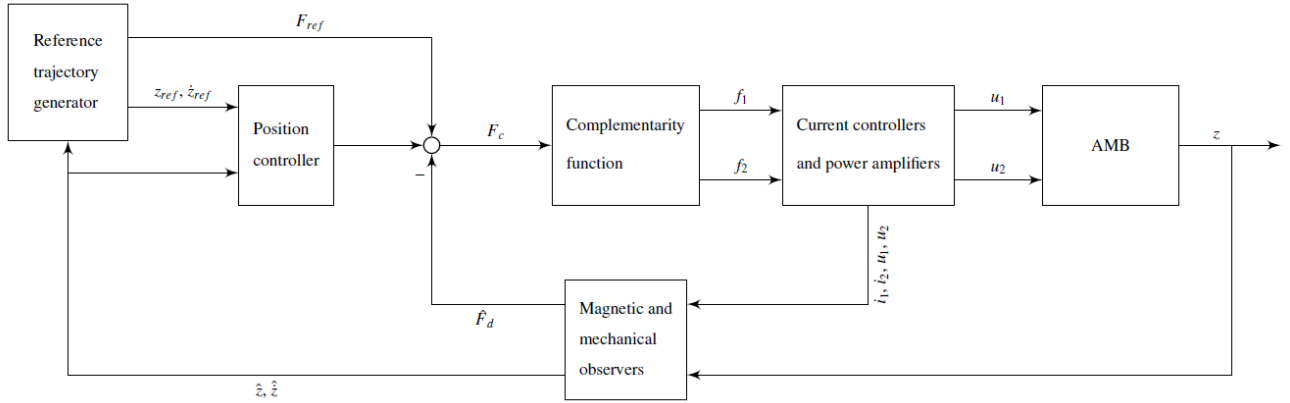 F_ref
Reference
trajectory
generator
z_ref, ż_ref
Position
controller
F_c
−
Complementarity
function
f_1
f_2
Current controllers
and power amplifiers
u_1
u_2
AMB
z
i_1, i_2, u_1, u_2
Magnetic and
mechanical
observers
F̂_d
ẑ, ż̂